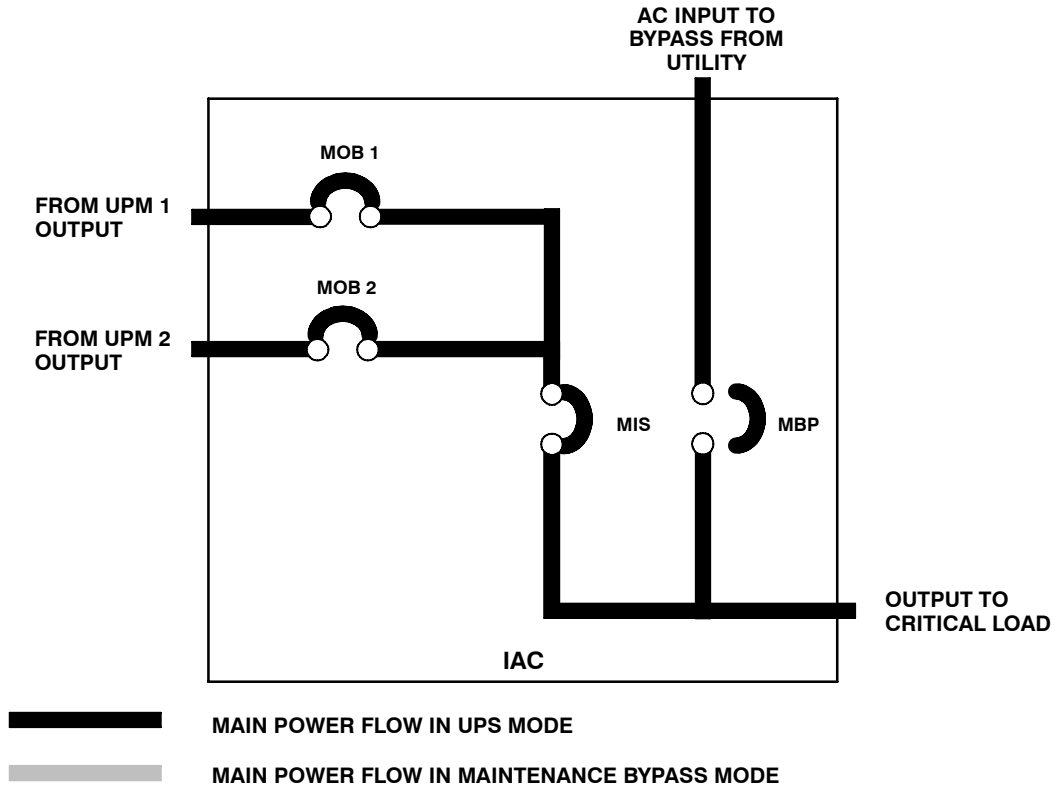 AC INPUT TO
BYPASS FROM
UTILITY
MOB 1
FROM UPM 1
OUTPUT
MOB 2
FROM UPM 2
OUTPUT
MIS
MBP
OUTPUT TO
CRITICAL LOAD
IAC
MAIN POWER FLOW IN UPS MODE
MAIN POWER FLOW IN MAINTENANCE BYPASS MODE